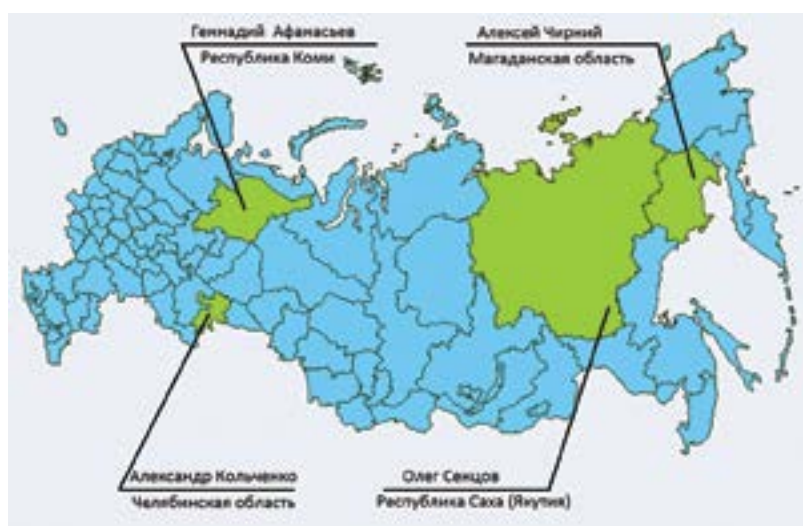 Геннадий Афанасьев
Республика Коми
Алексей Чирний
Магаданская область
Александр Кольченко
Челябинская область
Олег Сенцов
Республика Саха (Якутия)